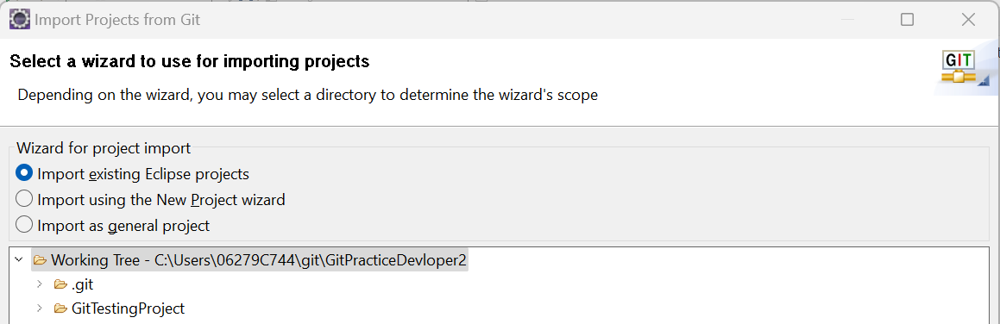 Import Projects from Git
Select a wizard to use for importing projects
GIT
Depending on the wizard, you may select a directory to determine the wizard's scope
Wizard for project import
Import existing Eclipse projects
Import using the New Project wizard
Import as general project
Working Tree - C:\Users\06279C744\git\GitPracticeDevloper2
.git
GitTestingProject